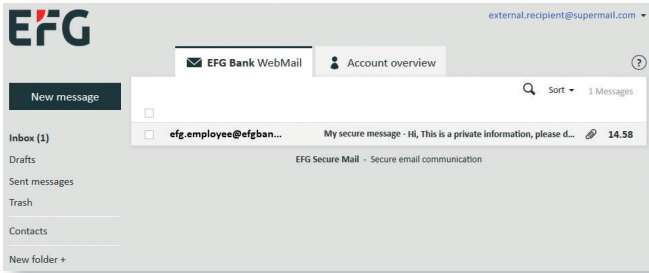 EFG
external.recipient@supermail.com
EFG Bank WebMail
Account overview
?
New message
Sort
1 Messages
Inbox (1)
efg.employee@efgban... My secure message - Hi, This is a private information, please d... 14.58
Drafts
EFG Secure Mail - Secure email communication
Sent messages
Trash
Contacts
New folder +